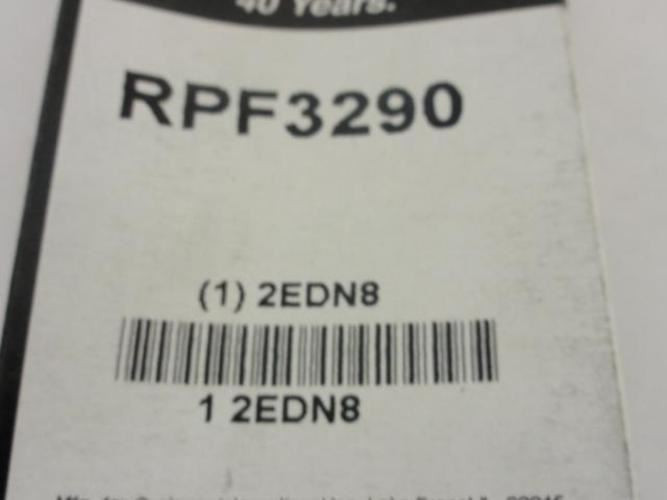 40 Years.
RPF3290
(1) 2EDN8
1 2EDN8